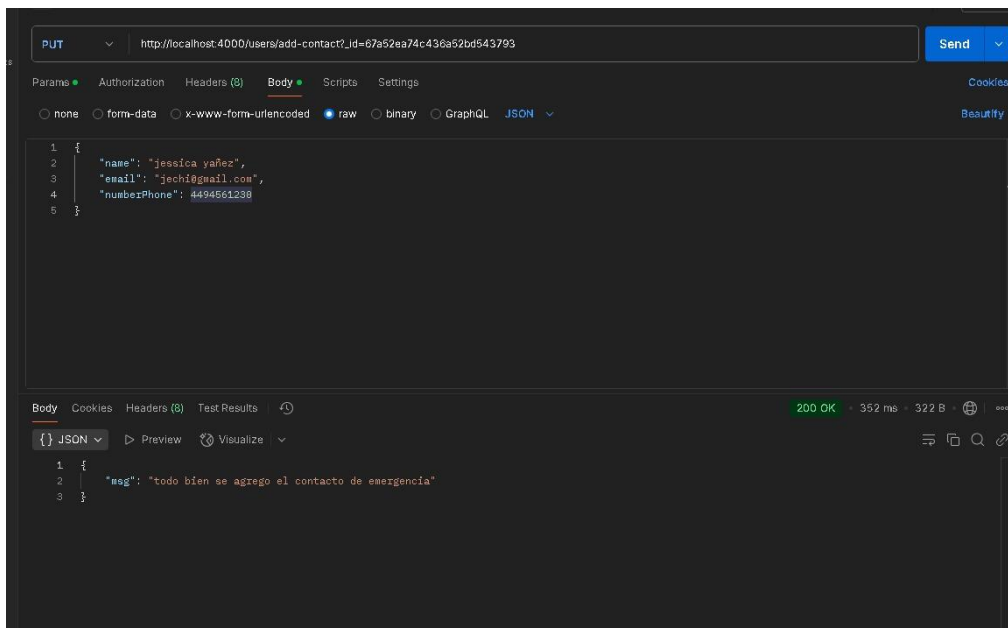 PUT http://localhost:4000/users/add-contact?_id=67a52ea74c436a52bd543793 Send
Params Authorization Headers (8) Body Scripts Settings Cookies
none form-data x-www-form-urlencoded raw binary GraphQL JSON Beautify
1 {
2 "name": "jessica yañez",
3 "email": "jechi@gmail.com",
4 "numberPhone": 4494561238
5 }
Body Cookies Headers (8) Test Results 200 OK 352 ms 322 B
{} JSON Preview Visualize
1 {
2 "msg": "todo bien se agrego el contacto de emergencia"
3 }